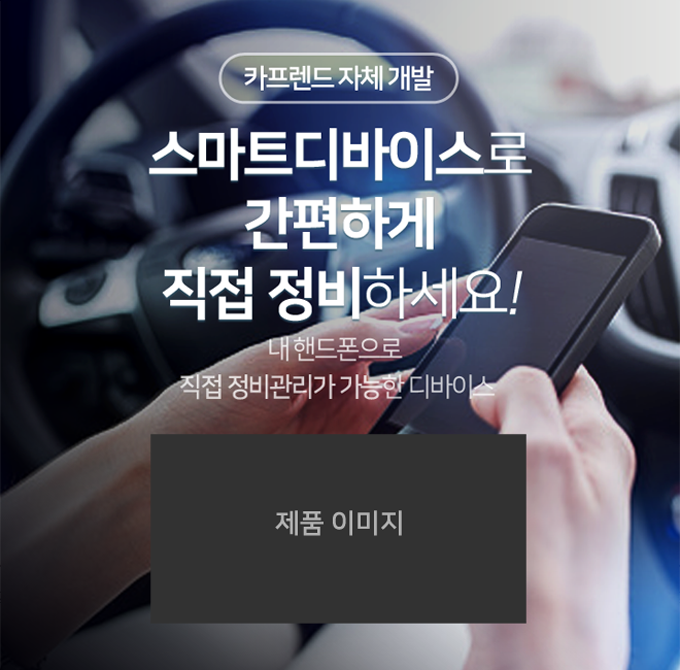 카프렌드 자체 개발
스마트디바이스로
간편하게
직접 정비하세요!
내 핸드폰으로
직접 정비관리가 가능한 디바이스
제품 이미지